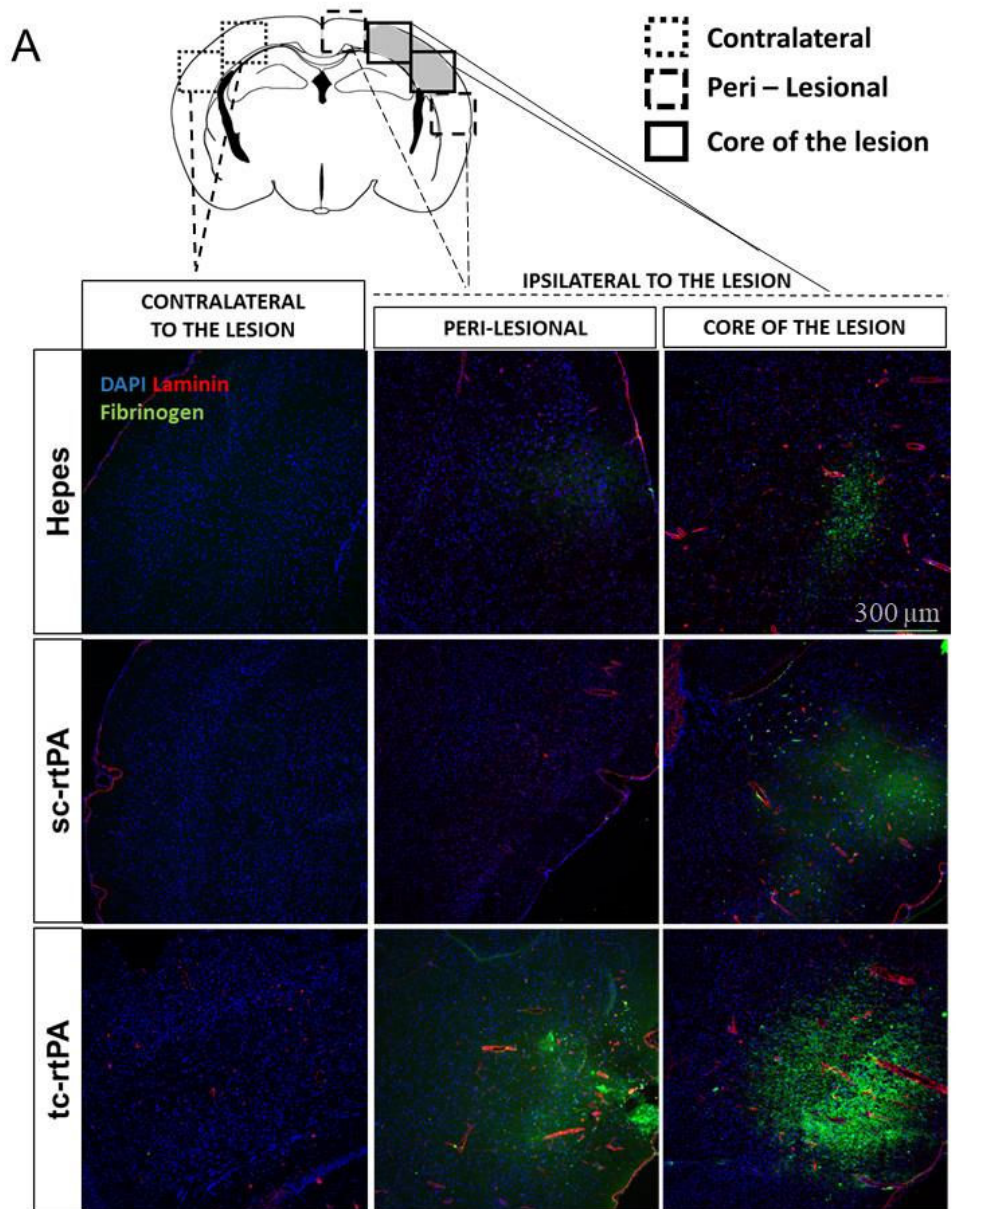 A
Contralateral
Peri – Lesional
Core of the lesion
IPSILATERAL TO THE LESION
CONTRALATERAL
TO THE LESION
PERI-LESIONAL
CORE OF THE LESION
DAPI Laminin
Fibrinogen
Hepes
300 µm
sc-rtPA
tc-rtPA